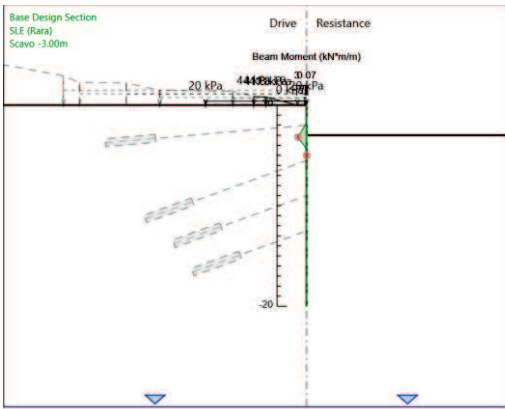 Base Design Section
SLE (Rara)
Scavo -3.00m
Drive
Resistance
Beam Moment (kN*m/m)
20 kPa
-20